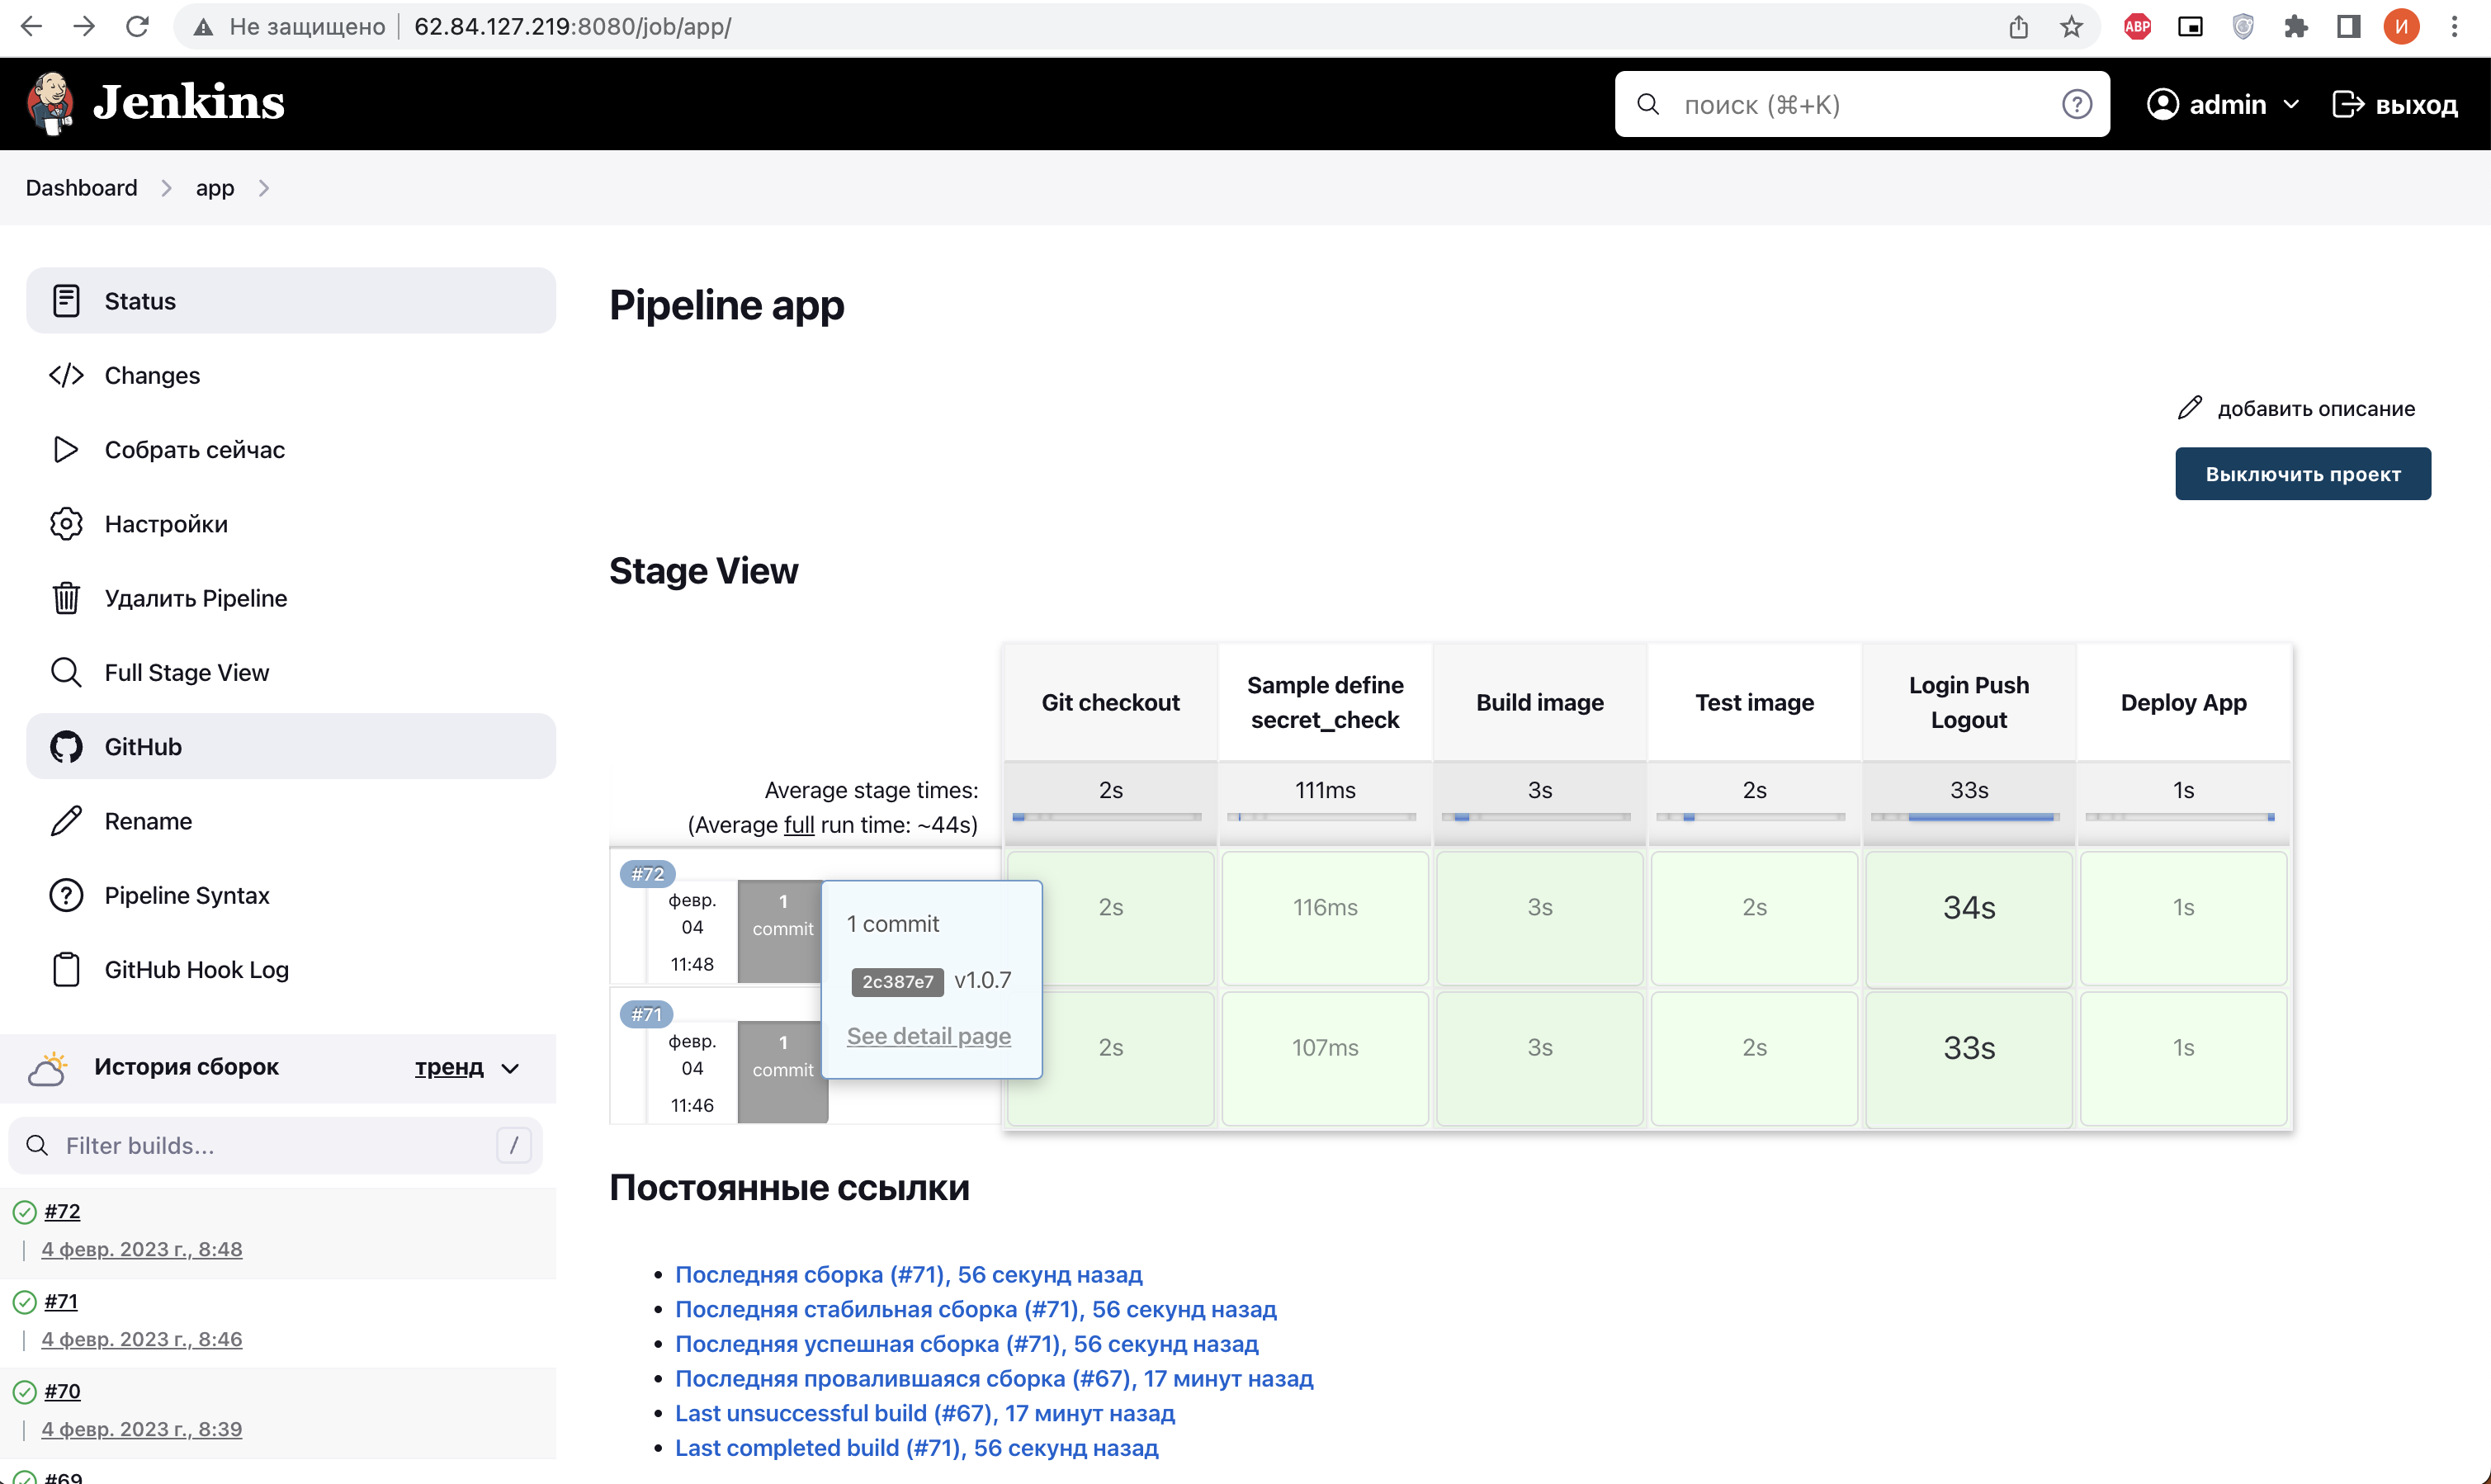 Не защищено 62.84.127.219:8080/job/app/
ABP
И
Jenkins
поиск (⌘+K)
?
admin
выход
Dashboard
app
Status
Changes
Собрать сейчас
Настройки
Удалить Pipeline
Full Stage View
GitHub
Rename
Pipeline Syntax
GitHub Hook Log
История сборок
тренд
Filter builds...
/
#72
4 февр. 2023 г., 8:48
#71
4 февр. 2023 г., 8:46
#70
4 февр. 2023 г., 8:39
#69
Pipeline app
добавить описание
Выключить проект
Stage View
Git checkout
Sample define
secret_check
Build image
Test image
Login Push
Logout
Deploy App
Average stage times:
(Average full run time: ~44s)
2s
111ms
3s
2s
33s
1s
#72
февр.
04
11:48
1
commit
2s
116ms
3s
2s
34s
1s
#71
февр.
04
11:46
1
commit
2s
107ms
3s
2s
33s
1s
1 commit
2c387e7 v1.0.7
See detail page
Постоянные ссылки
Последняя сборка (#71), 56 секунд назад
Последняя стабильная сборка (#71), 56 секунд назад
Последняя успешная сборка (#71), 56 секунд назад
Последняя провалившаяся сборка (#67), 17 минут назад
Last unsuccessful build (#67), 17 минут назад
Last completed build (#71), 56 секунд назад